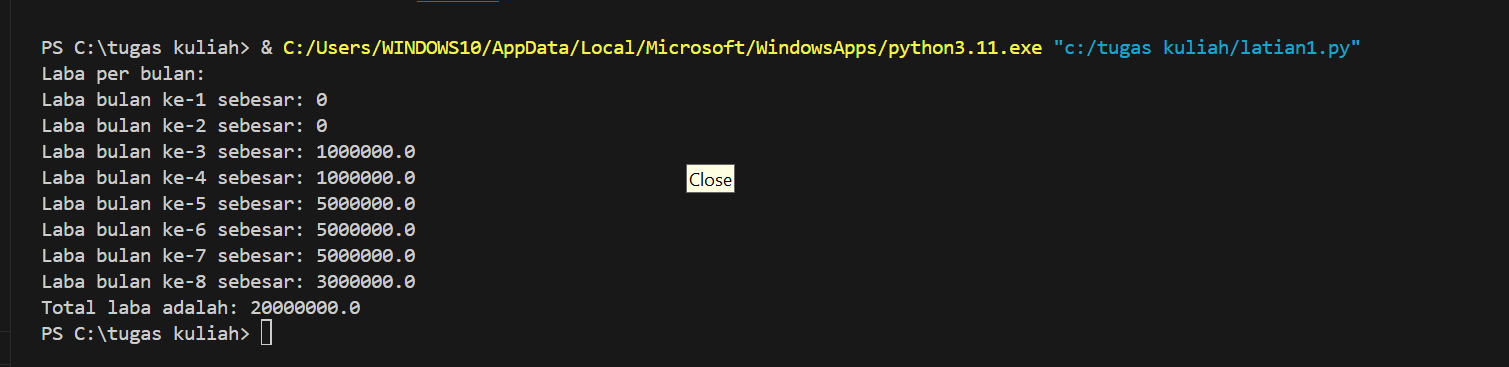 PS C:\tugas kuliah> & C:/Users/WINDOWS10/AppData/Local/Microsoft/WindowsApps/python3.11.exe "c:/tugas kuliah/latian1.py"
Laba per bulan:
Laba bulan ke-1 sebesar: 0
Laba bulan ke-2 sebesar: 0
Laba bulan ke-3 sebesar: 1000000.0
Laba bulan ke-4 sebesar: 1000000.0
Close
Laba bulan ke-5 sebesar: 5000000.0
Laba bulan ke-6 sebesar: 5000000.0
Laba bulan ke-7 sebesar: 5000000.0
Laba bulan ke-8 sebesar: 3000000.0
Total laba adalah: 20000000.0
PS C:\tugas kuliah>